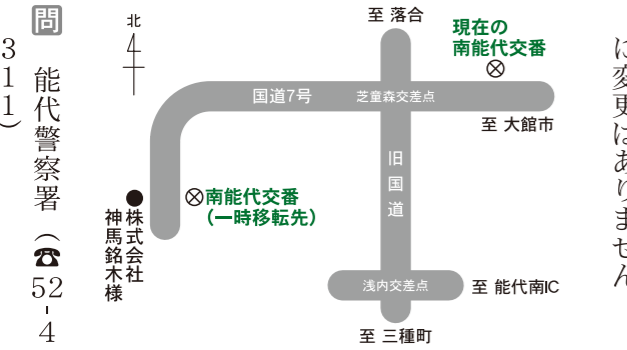 に変更はありません
至 落合
現在の
南能代交番
北
国道7号
芝童森交差点
至 大館市
旧国道
南能代交番
（一時移転先）
株式会社
神馬銘木様
浅内交差点
至 能代南IC
至 三種町
問 能代警察署（☎52-4
311）